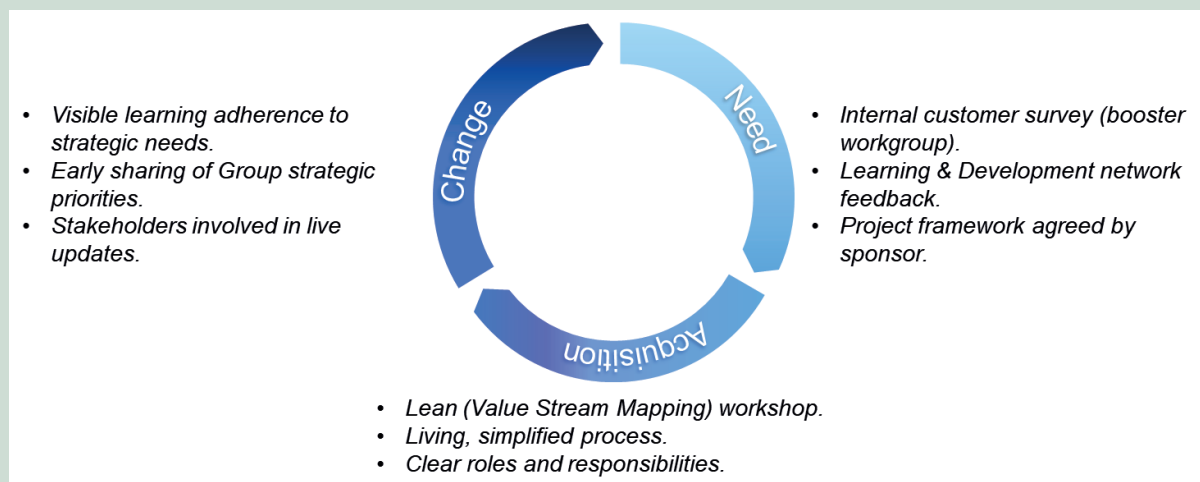 Change
Need
Acquisition
• Visible learning adherence to
strategic needs.
• Early sharing of Group strategic
priorities.
• Stakeholders involved in live
updates.
• Internal customer survey (booster
workgroup).
• Learning & Development network
feedback.
• Project framework agreed by
sponsor.
• Lean (Value Stream Mapping) workshop.
• Living, simplified process.
• Clear roles and responsibilities.